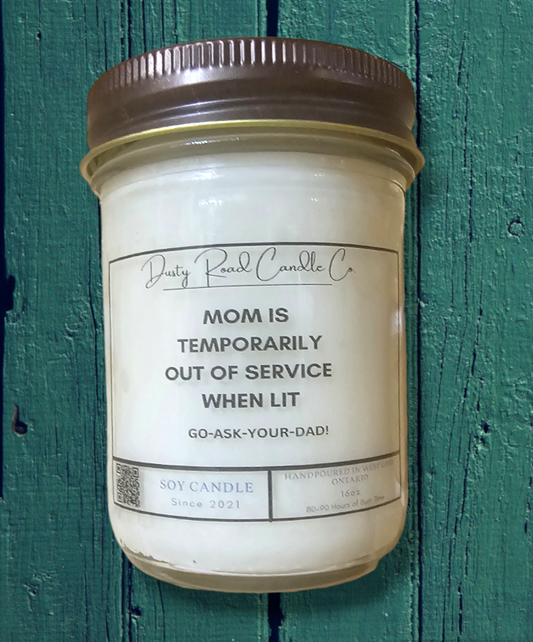 Dusty Road Candle Co.
MOM IS
TEMPORARILY
OUT OF SERVICE
WHEN LIT
GO-ASK-YOUR-DAD!
SOY CANDLE
Since 2021
HANDPOURED IN
ONTARIO
16oz
80-90 Hours of Burn Time